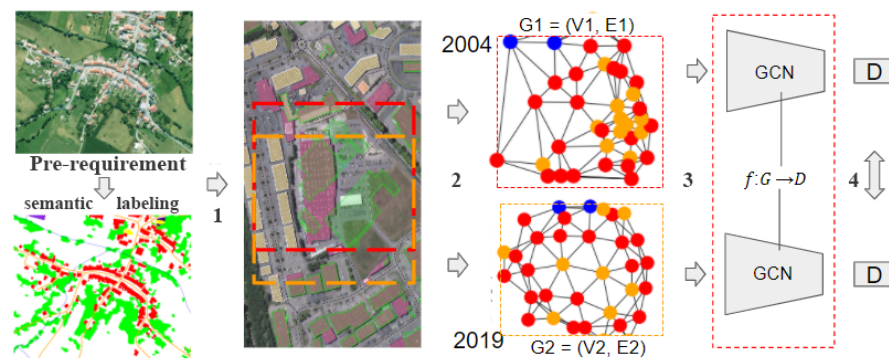 Pre-requirement
semantic labeling
1
2004
G1 = (V1, E1)
2
2019
G2 = (V2, E2)
3
GCN
f:G→D
GCN
D
4
D